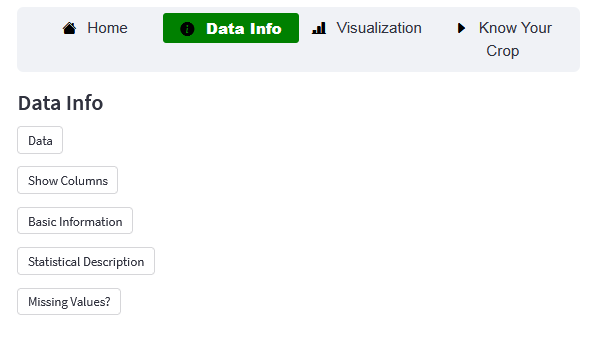 Home
Data Info
Visualization
Know Your
Crop
Data Info
Data
Show Columns
Basic Information
Statistical Description
Missing Values?